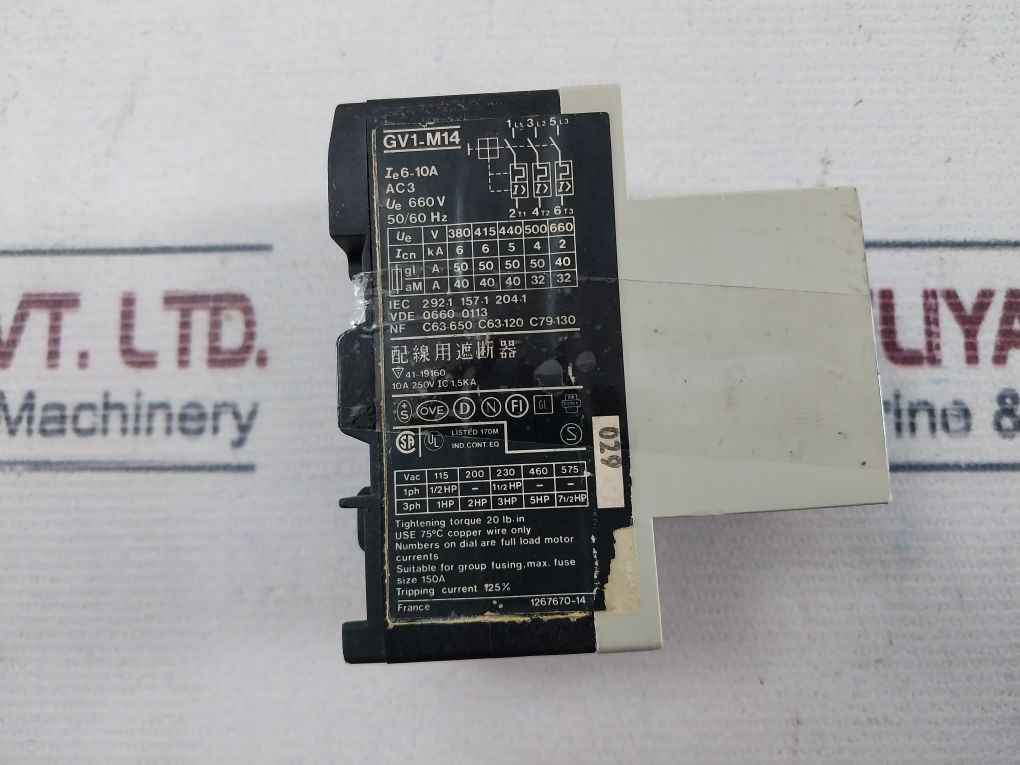 GV1-M14
1 L1 3 L2 5 L3
Ie 6-10A
AC3
Ue 660 V
50/60 Hz
I> I> I>
2 T1 4 T2 6 T3
Ue V 380 415 440 500 660
Icn kA 6 6 5 4 2
gl A 50 50 50 50 40
aM A 40 40 40 32 32
IEC 292-1 157-1 204-1
VDE 0660 0113
NF C63-650 C63-120 C79-130
配線用遮断器
41-19160
10A 250V IC 1.5KA
S OVE D N FI GL
SA UL LISTED 170M S
IND. CONT. EQ
029
Vac 115 200 230 460 575
1ph 1/2HP – 11/2HP – –
3ph 1HP 2HP 3HP 5HP 71/2HP
Tightening torque 20 lb.in
USE 75°C copper wire only
Numbers on dial are full load motor
currents
Suitable for group fusing, max. fuse
size 150A
Tripping current 125%
France 1267670-14
VT. LTD.
Machinery
LIYA
rine &